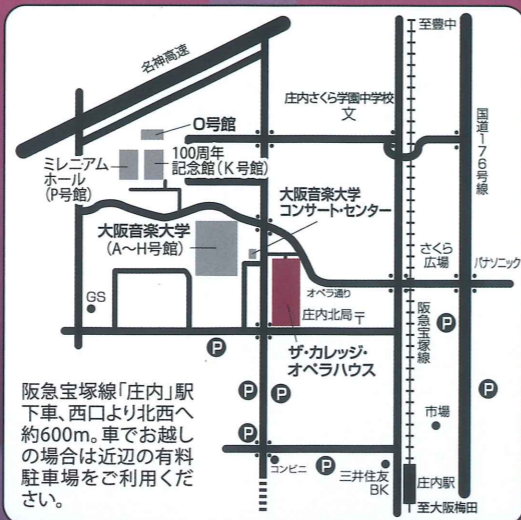 至豊中
名神高速
庄内さくら学園中学校
文
国道176号線
O号館
ミレニアム
ホール
(P号館)
100周年
記念館(K号館)
大阪音楽大学
コンサート・センター
大阪音楽大学
(A〜H号館)
さくら
広場
パナソニック
オペラ通り
GS
庄内北局〒
阪急宝塚線
P
ザ・カレッジ・
オペラハウス
P
P
阪急宝塚線「庄内」駅
下車、西口より北西へ
約600m。車でお越し
の場合は近辺の有料
駐車場をご利用くだ
さい。
P
P
市場
P
コンビニ
P
三井住友
BK
庄内駅
至大阪梅田